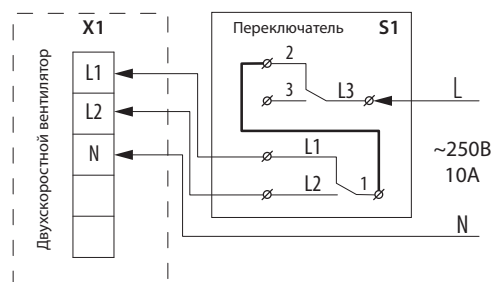 X1
Двухскоростной вентилятор
L1
L2
N
Переключатель S1
2
3
L3
L1
L2
1
L
~250В
10А
N